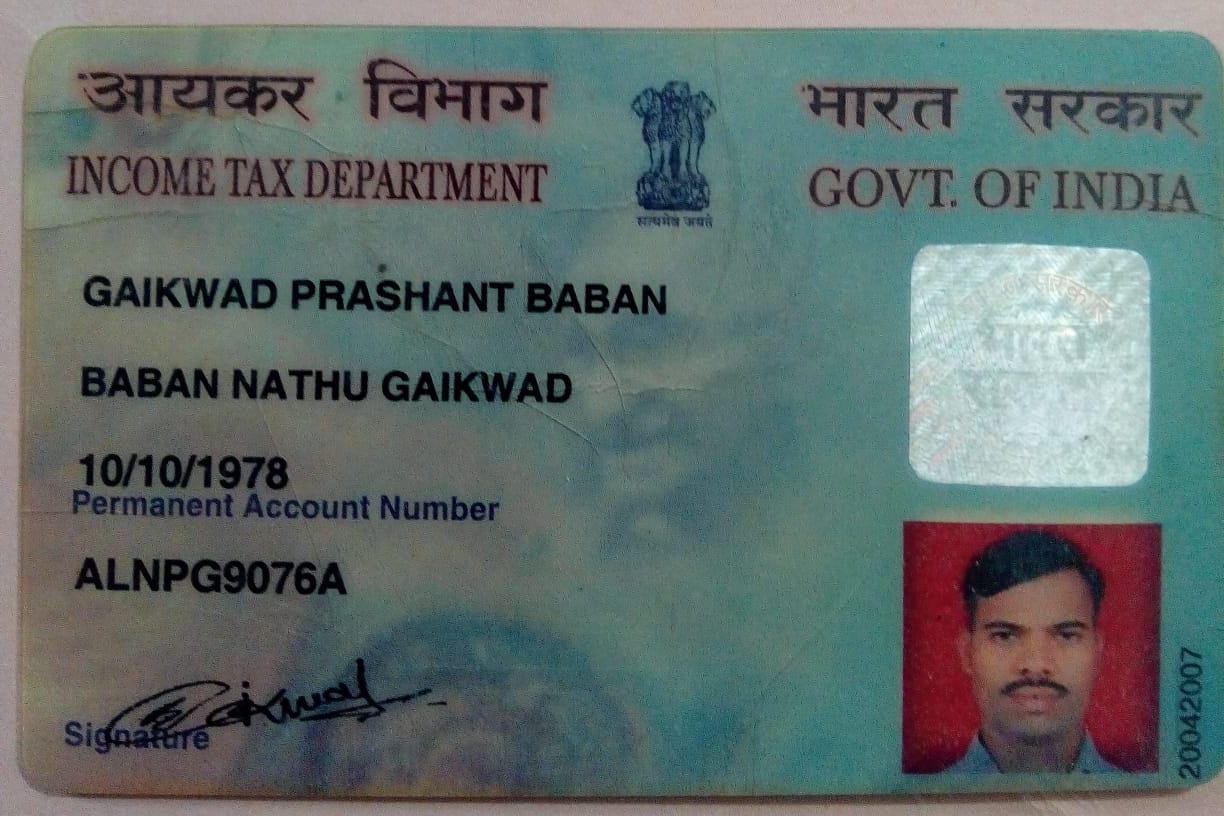 आयकर विभाग
INCOME TAX DEPARTMENT
सत्यमेव जयते
भारत सरकार
GOVT. OF INDIA
GAIKWAD PRASHANT BABAN
BABAN NATHU GAIKWAD
10/10/1978
Permanent Account Number
ALNPG9076A
Signature
भारत
20042007